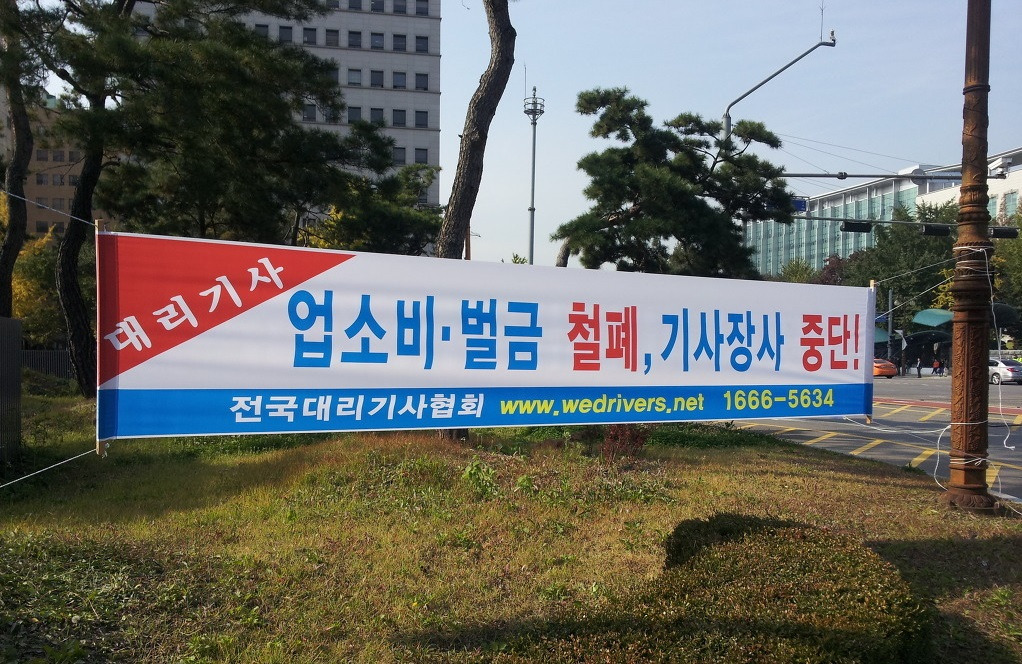 대리기사
업소비·벌금 철폐, 기사장사 중단!
전국대리기사협회 www.wedrivers.net 1666-5634